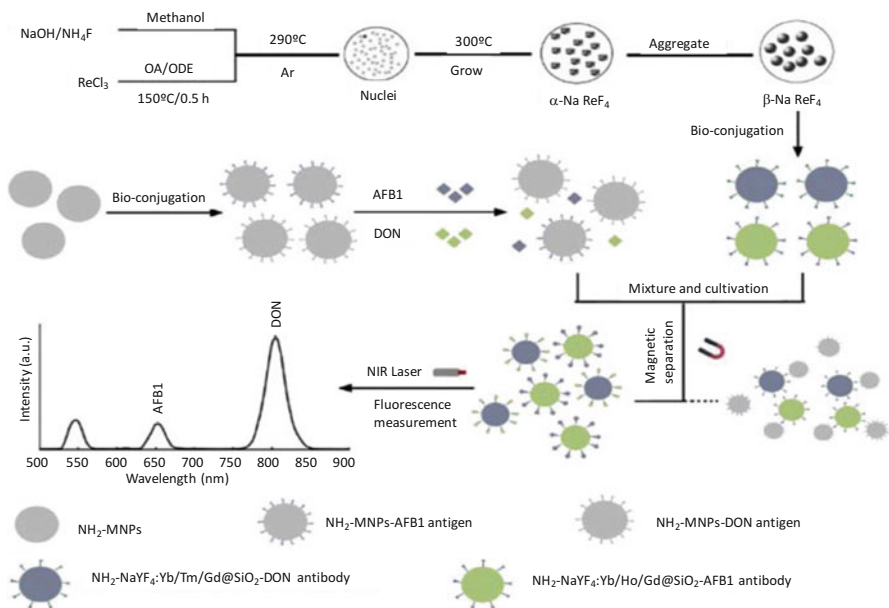 NaOH/NH₄F
Methanol
ReCl₃
OA/ODE
150ºC/0.5 h
290ºC
Ar
Nuclei
300ºC
Grow
α-Na ReF₄
Aggregate
β-Na ReF₄
Bio-conjugation
Bio-conjugation
AFB1
DON
Mixture and cultivation
Magnetic
separation
NIR Laser
Fluorescence
measurement
Intensity (a.u.)
AFB1
DON
500 550 600 650 700 750 800 850 900
Wavelength (nm)
NH₂-MNPs
NH₂-MNPs-AFB1 antigen
NH₂-MNPs-DON antigen
NH₂-NaYF₄:Yb/Tm/Gd@SiO₂-DON antibody
NH₂-NaYF₄:Yb/Ho/Gd@SiO₂-AFB1 antibody